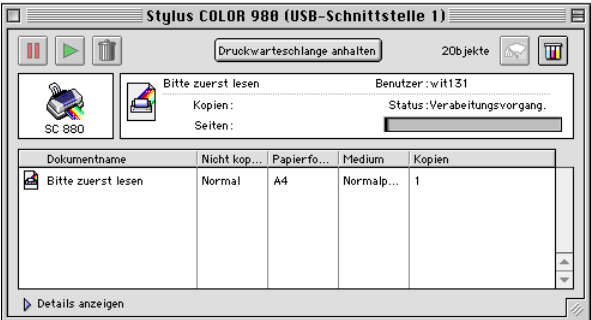 Stylus COLOR 980 (USB-Schnittstelle 1)
Druckwarteschlange anhalten
2Objekte
Bitte zuerst lesen
Benutzer:wit131
Kopien:
Status:Verabeitungsvorgang.
Seiten:
SC 880
Dokumentname Nicht kop... Papierfo... Medium Kopien
Bitte zuerst lesen Normal A4 Normalp... 1
Details anzeigen